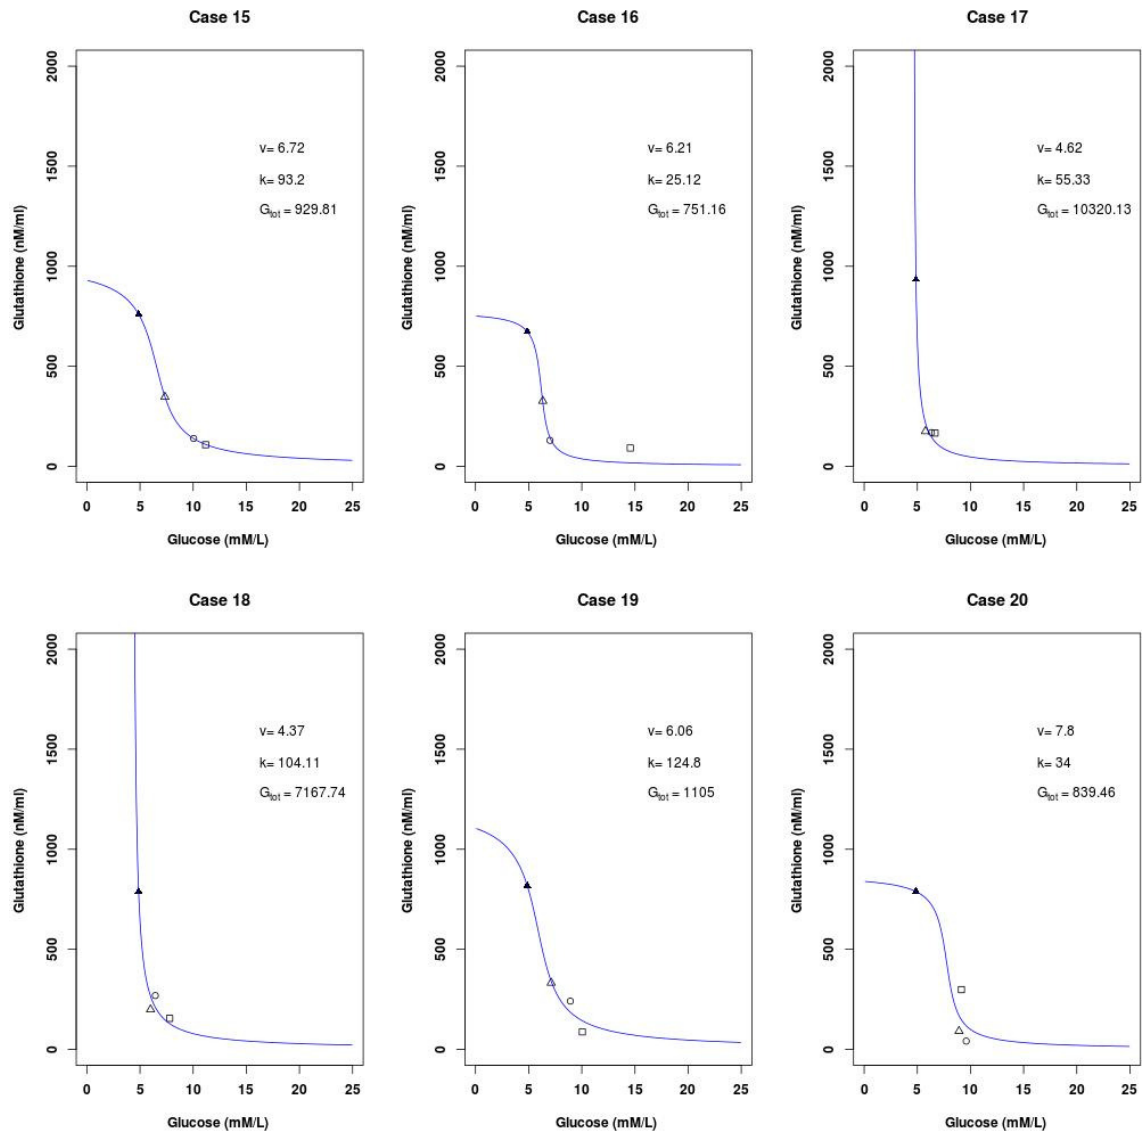 Case 15
Glutathione (nM/ml)
2000
1500
1000
500
0
v= 6.72
k= 93.2
Gtot = 929.81
0 5 10 15 20 25
Glucose (mM/L)
Case 16
Glutathione (nM/ml)
2000
1500
1000
500
0
v= 6.21
k= 25.12
Gtot = 751.16
0 5 10 15 20 25
Glucose (mM/L)
Case 17
Glutathione (nM/ml)
2000
1500
1000
500
0
v= 4.62
k= 55.33
Gtot = 10320.13
0 5 10 15 20 25
Glucose (mM/L)
Case 18
Glutathione (nM/ml)
2000
1500
1000
500
0
v= 4.37
k= 104.11
Gtot = 7167.74
0 5 10 15 20 25
Glucose (mM/L)
Case 19
Glutathione (nM/ml)
2000
1500
1000
500
0
v= 6.06
k= 124.8
Gtot = 1105
0 5 10 15 20 25
Glucose (mM/L)
Case 20
Glutathione (nM/ml)
2000
1500
1000
500
0
v= 7.8
k= 34
Gtot = 839.46
0 5 10 15 20 25
Glucose (mM/L)